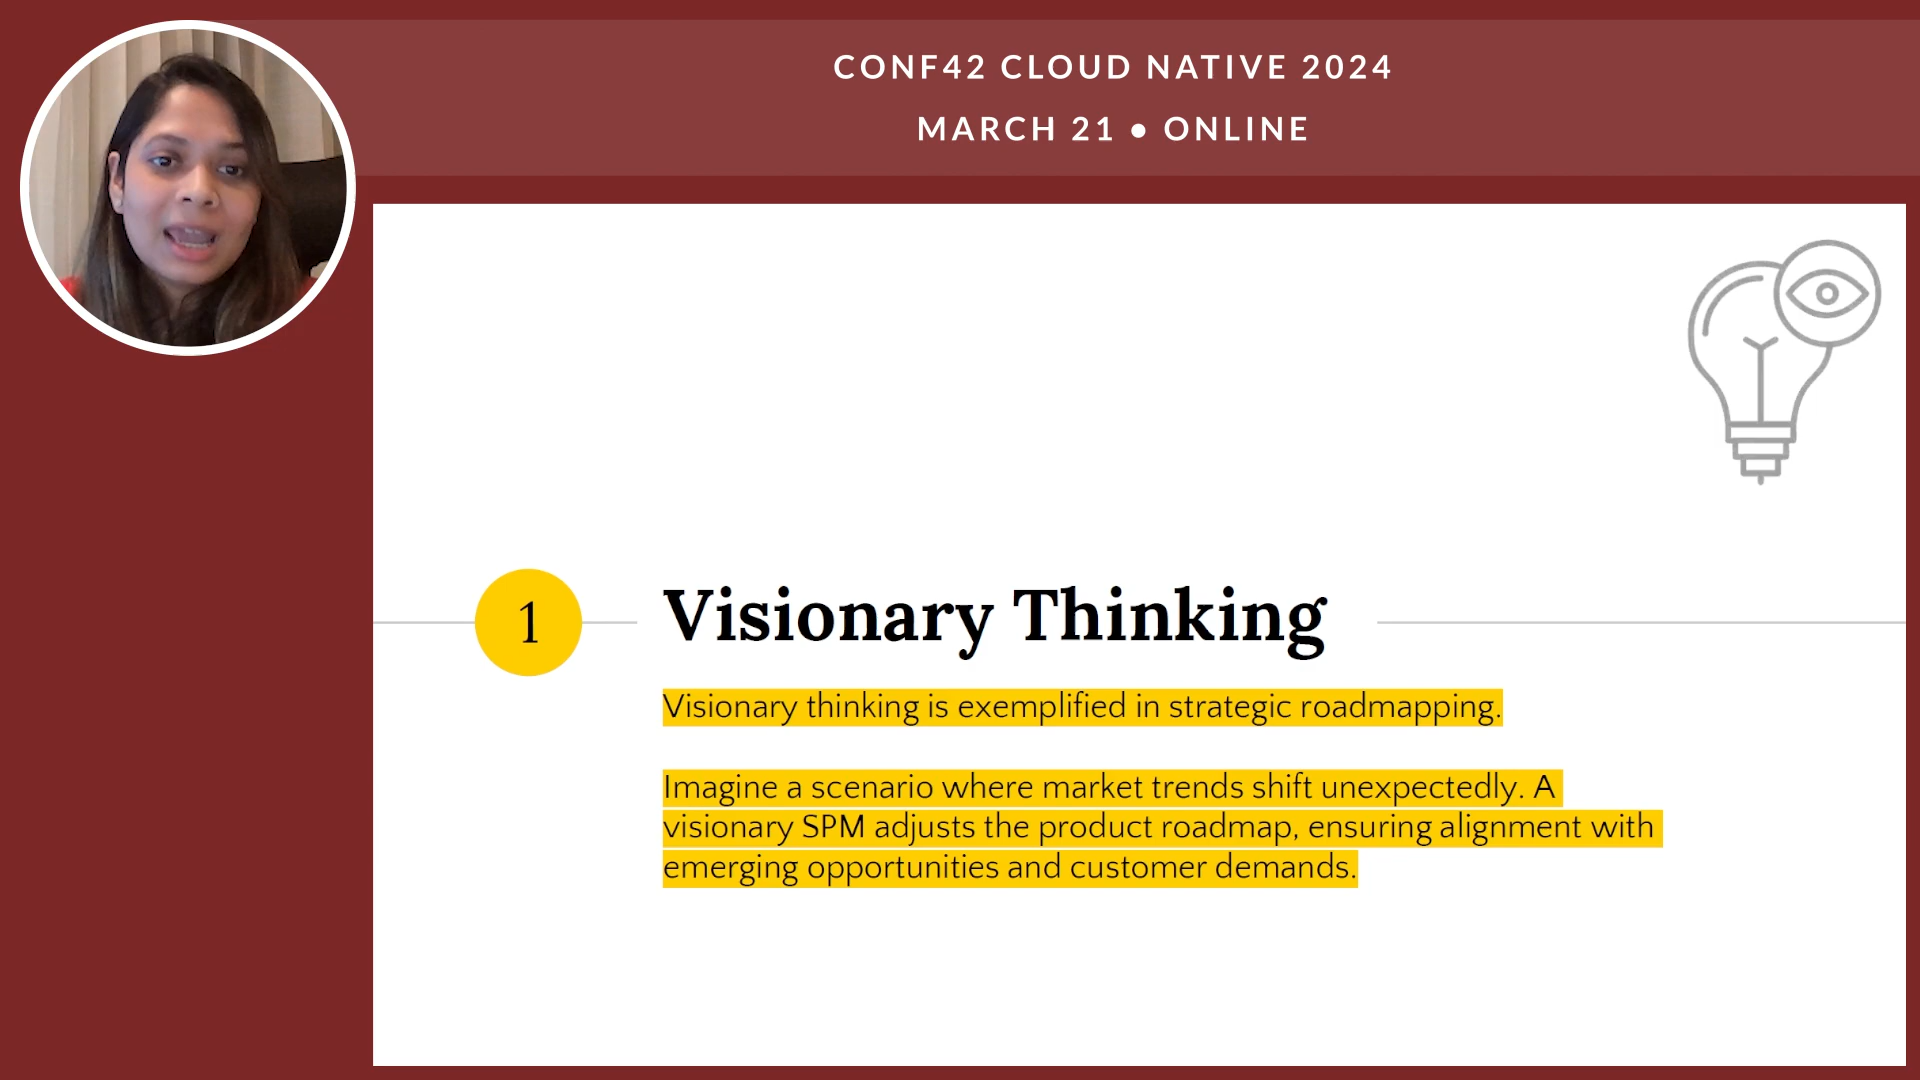 CONF42 CLOUD NATIVE 2024
MARCH 21 • ONLINE
1
Visionary Thinking
Visionary thinking is exemplified in strategic roadmapping.
Imagine a scenario where market trends shift unexpectedly. A
visionary SPM adjusts the product roadmap, ensuring alignment with
emerging opportunities and customer demands.